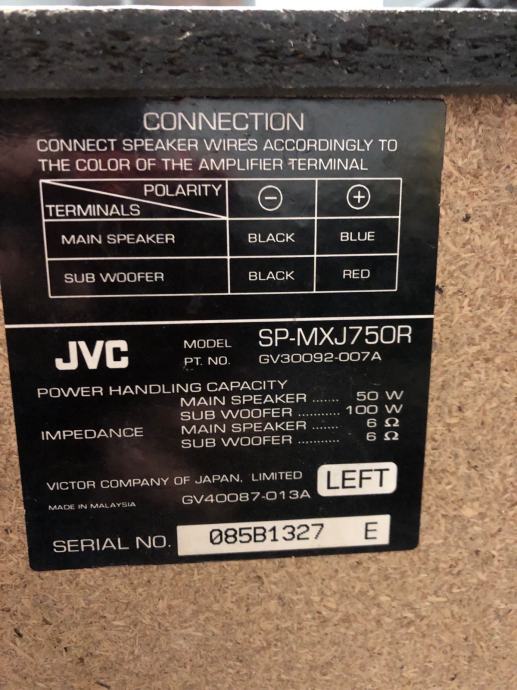 CONNECTION
CONNECT SPEAKER WIRES ACCORDINGLY TO
THE COLOR OF THE AMPLIFIER TERMINAL
POLARITY
TERMINALS
⊖ ⊕
MAIN SPEAKER BLACK BLUE
SUB WOOFER BLACK RED
JVC
MODEL SP-MXJ750R
PT. NO. GV30092-007A
POWER HANDLING CAPACITY
MAIN SPEAKER ....... 50 W
SUB WOOFER ........... 100 W
IMPEDANCE MAIN SPEAKER ....... 6 Ω
SUB WOOFER ........... 6 Ω
VICTOR COMPANY OF JAPAN, LIMITED LEFT
MADE IN MALAYSIA GV40087-013A
SERIAL NO. 085B1327 E